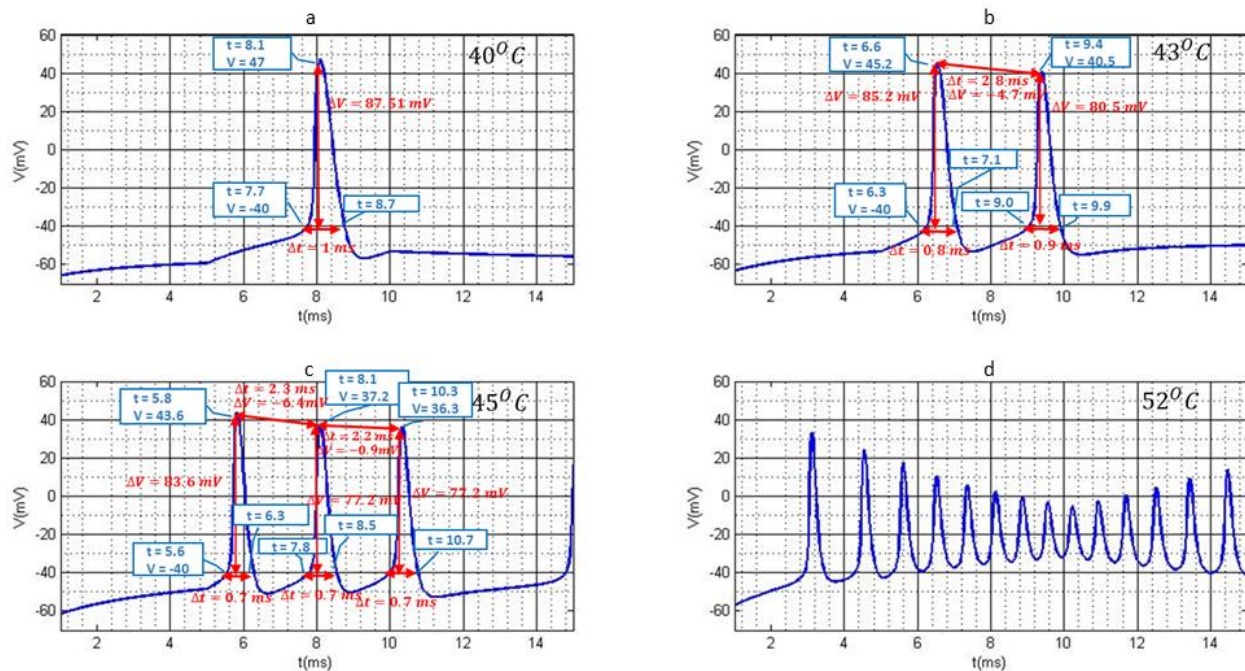 a
40⁰C
t = 8.1
V = 47
ΔV = 87.51 mV
t = 7.7
V = -40
t = 8.7
Δt = 1 ms
V(mV)
60
40
20
0
-20
-40
-60
2 4 6 8 10 12 14
t(ms)
b
43⁰C
t = 6.6
V = 45.2
t = 9.4
V = 40.5
Δt = 2.8 ms
ΔV = −4.7 mV
ΔV = 85.2 mV
ΔV = 80.5 mV
t = 7.1
t = 6.3
V = -40
t = 9.0
t = 9.9
Δt = 0.8 ms
Δt = 0.9 ms
V(mV)
60
40
20
0
-20
-40
-60
2 4 6 8 10 12 14
t(ms)
c
45⁰C
t = 5.8
V = 43.6
Δt = 2.3 ms
ΔV = −6.4mV
t = 8.1
V = 37.2
t = 10.3
V = 36.3
Δt = 2.2 ms
ΔV = −0.9mV
ΔV = 83.6 mV
ΔV = 77.2 mV
ΔV = 77.2 mV
t = 6.3
t = 5.6
V = -40
t = 7.8
t = 8.5
t = 10.7
Δt = 0.7 ms
Δt = 0.7 ms
Δt = 0.7 ms
V(mV)
60
40
20
0
-20
-40
-60
2 4 6 8 10 12 14
t(ms)
d
52⁰C
V(mV)
60
40
20
0
-20
-40
-60
2 4 6 8 10 12 14
t(ms)